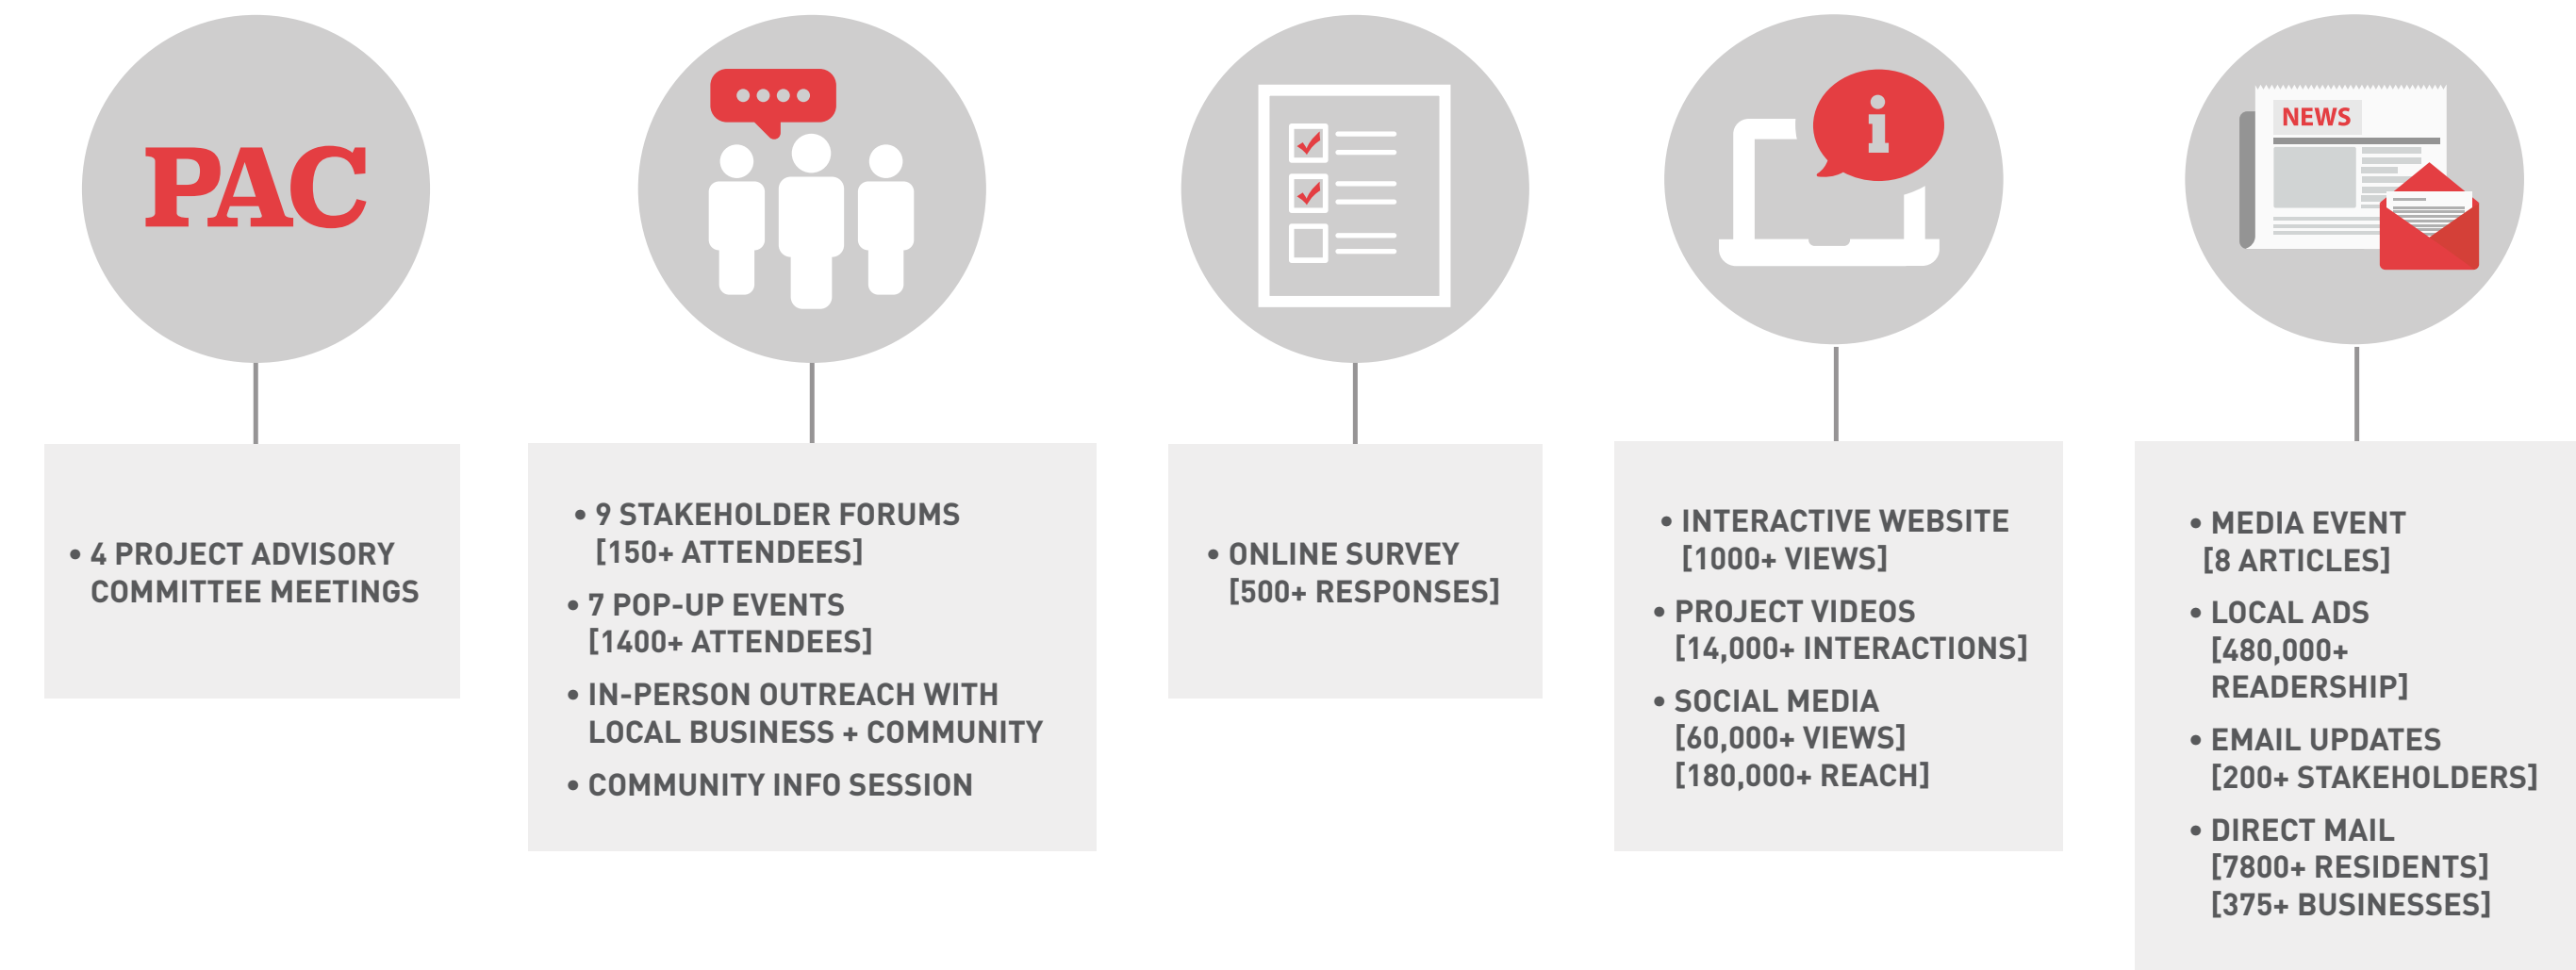 PAC
• 4 PROJECT ADVISORY
COMMITTEE MEETINGS
• 9 STAKEHOLDER FORUMS
[150+ ATTENDEES]
• 7 POP-UP EVENTS
[1400+ ATTENDEES]
• IN-PERSON OUTREACH WITH
LOCAL BUSINESS + COMMUNITY
• COMMUNITY INFO SESSION
• ONLINE SURVEY
[500+ RESPONSES]
i
• INTERACTIVE WEBSITE
[1000+ VIEWS]
• PROJECT VIDEOS
[14,000+ INTERACTIONS]
• SOCIAL MEDIA
[60,000+ VIEWS]
[180,000+ REACH]
NEWS
• MEDIA EVENT
[8 ARTICLES]
• LOCAL ADS
[480,000+
READERSHIP]
• EMAIL UPDATES
[200+ STAKEHOLDERS]
• DIRECT MAIL
[7800+ RESIDENTS]
[375+ BUSINESSES]